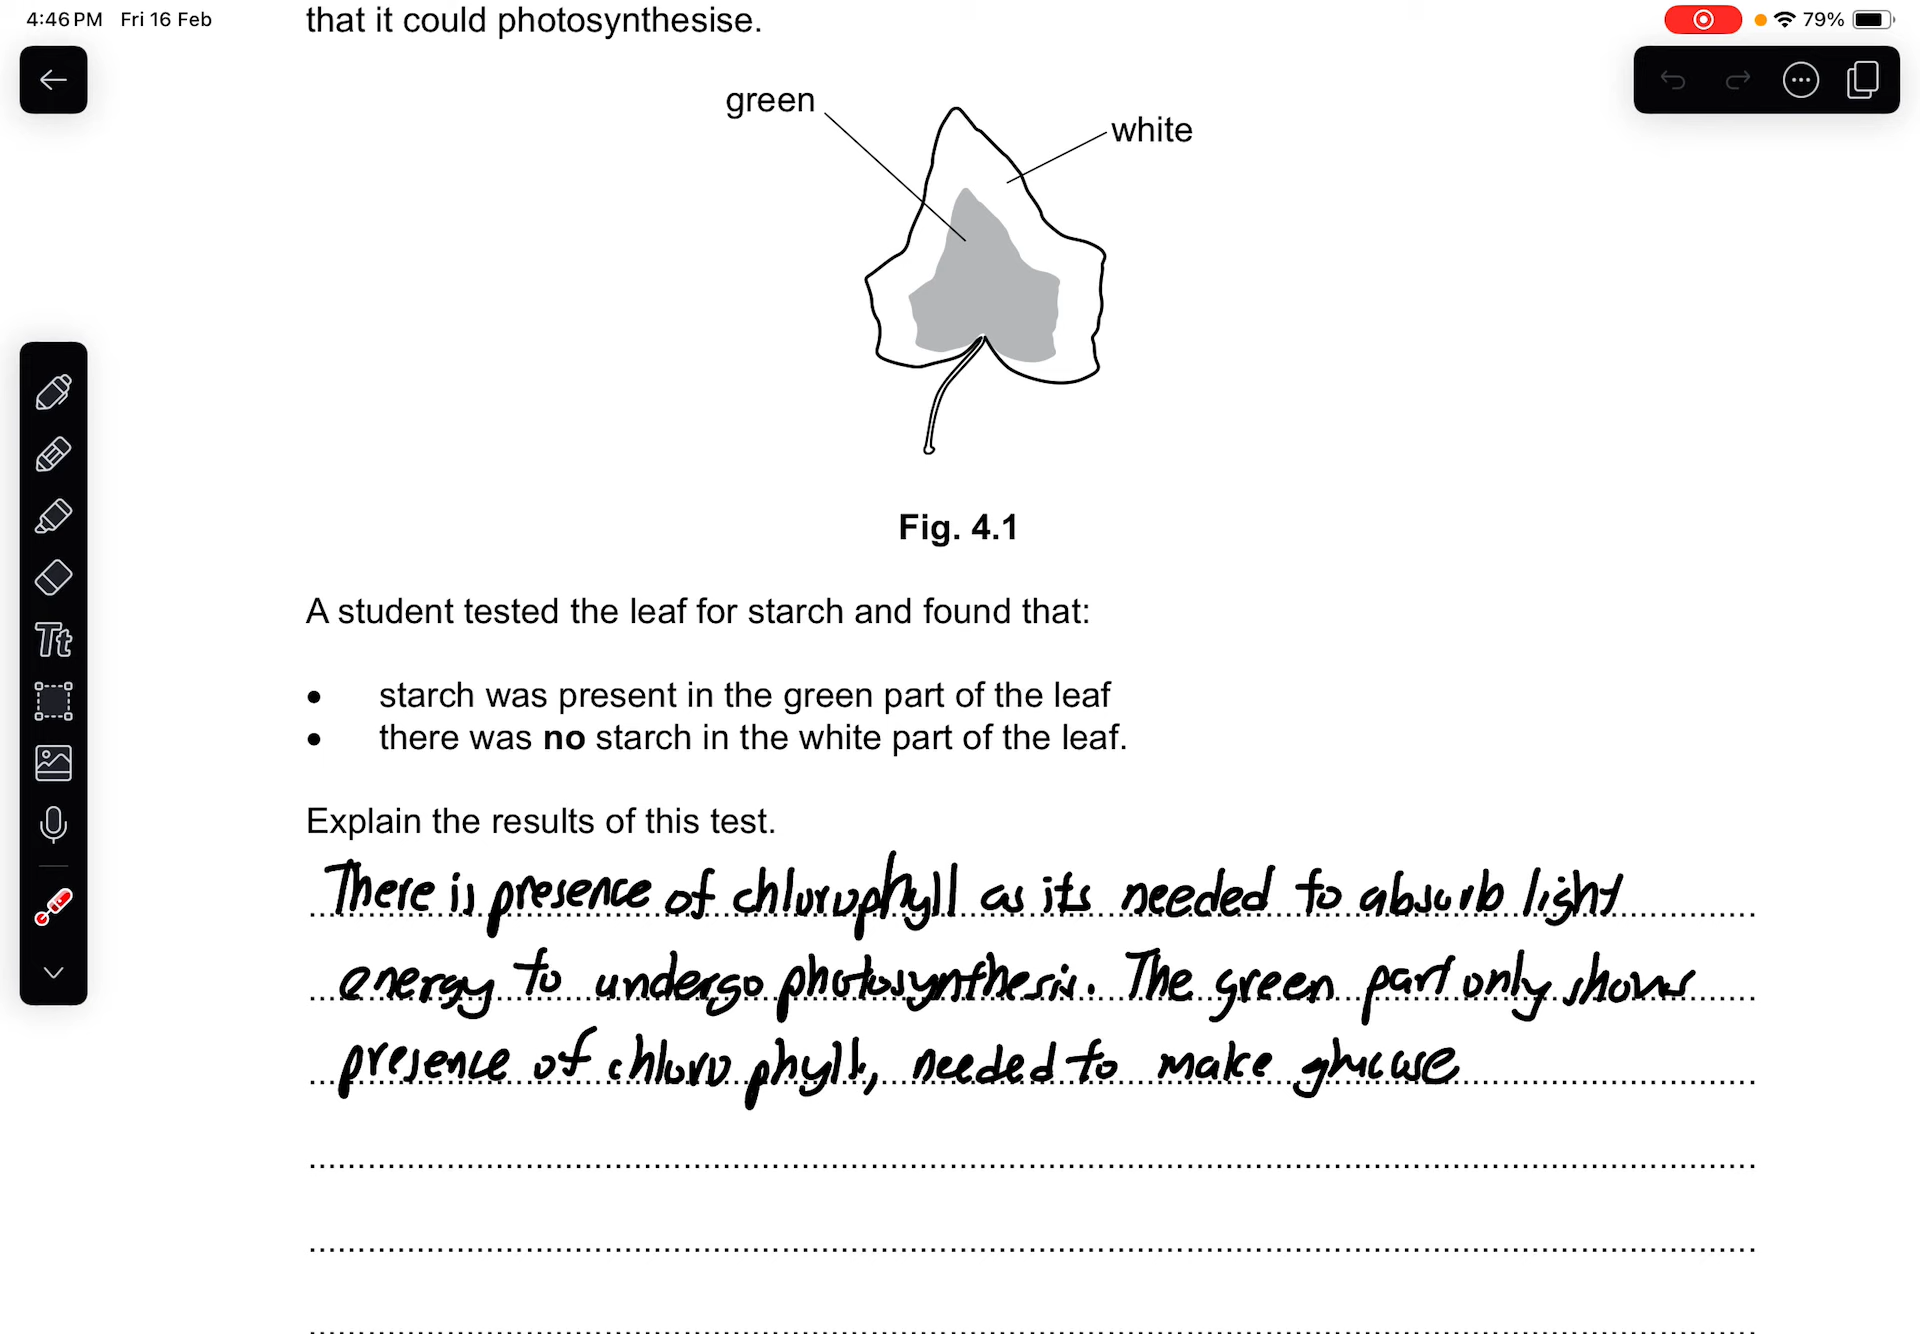 4:46 PM Fri 16 Feb
79%
that it could photosynthesise.
green
white
Fig. 4.1
A student tested the leaf for starch and found that:
• starch was present in the green part of the leaf
• there was no starch in the white part of the leaf.
Explain the results of this test.
There is presence of chlorophyll as its needed to absorb light
energy to undergo photosynthesis. The green part only shows
presence of chlorophyll, needed to make glucose
Tt